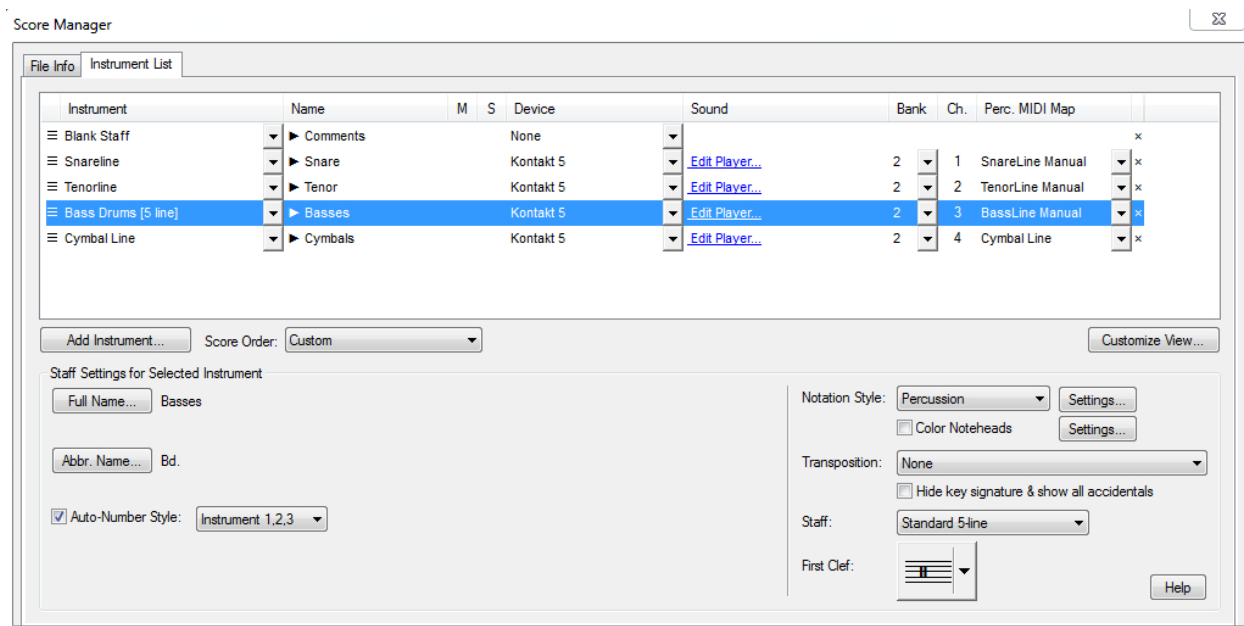 Score Manager
File Info Instrument List
Instrument Name M S Device Sound Bank Ch. Perc. MIDI Map
Blank Staff Comments None
Snareline Snare Kontakt 5 Edit Player... 2 1 SnareLine Manual
Tenorline Tenor Kontakt 5 Edit Player... 2 2 TenorLine Manual
Bass Drums [5 line] Basses Kontakt 5 Edit Player... 2 3 BassLine Manual
Cymbal Line Cymbals Kontakt 5 Edit Player... 2 4 Cymbal Line
Add Instrument... Score Order: Custom Customize View...
Staff Settings for Selected Instrument
Full Name... Basses Notation Style: Percussion Settings...
Color Noteheads Settings...
Abbr. Name... Bd. Transposition: None
Hide key signature & show all accidentals
Auto-Number Style: Instrument 1,2,3 Staff: Standard 5-line
First Clef:
Help